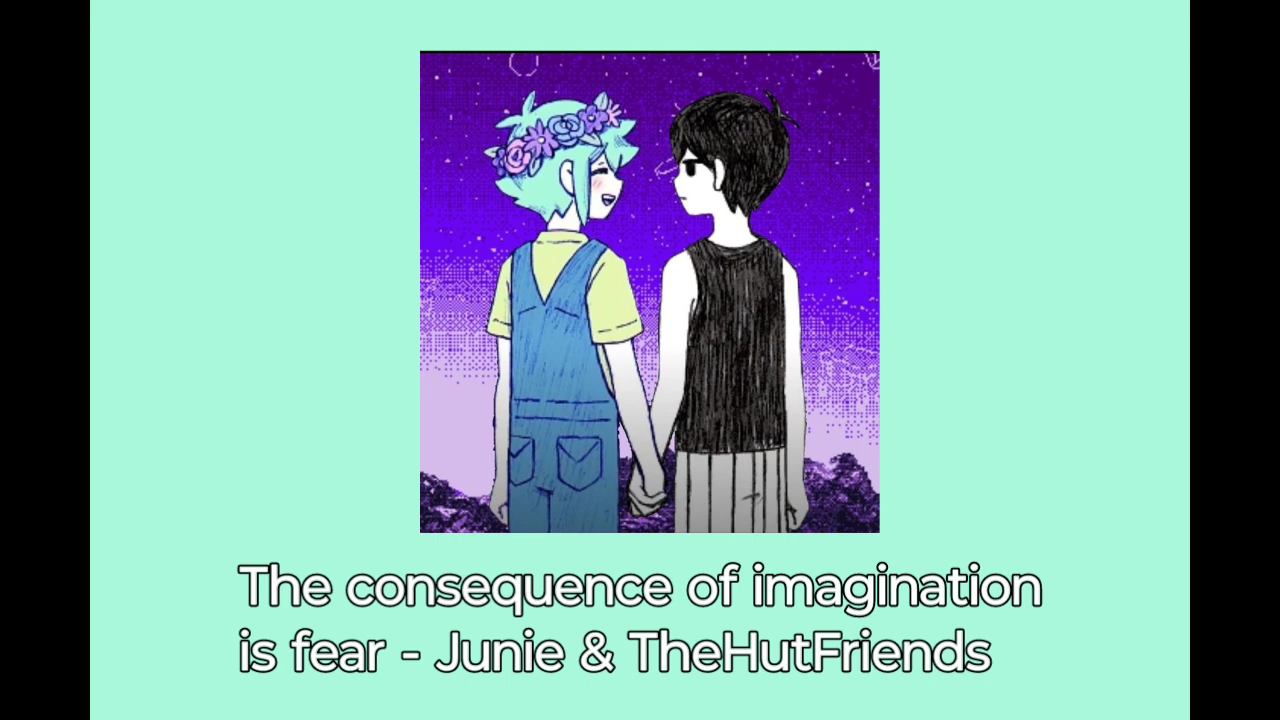 The consequence of imagination
is fear - Junie & TheHutFriends